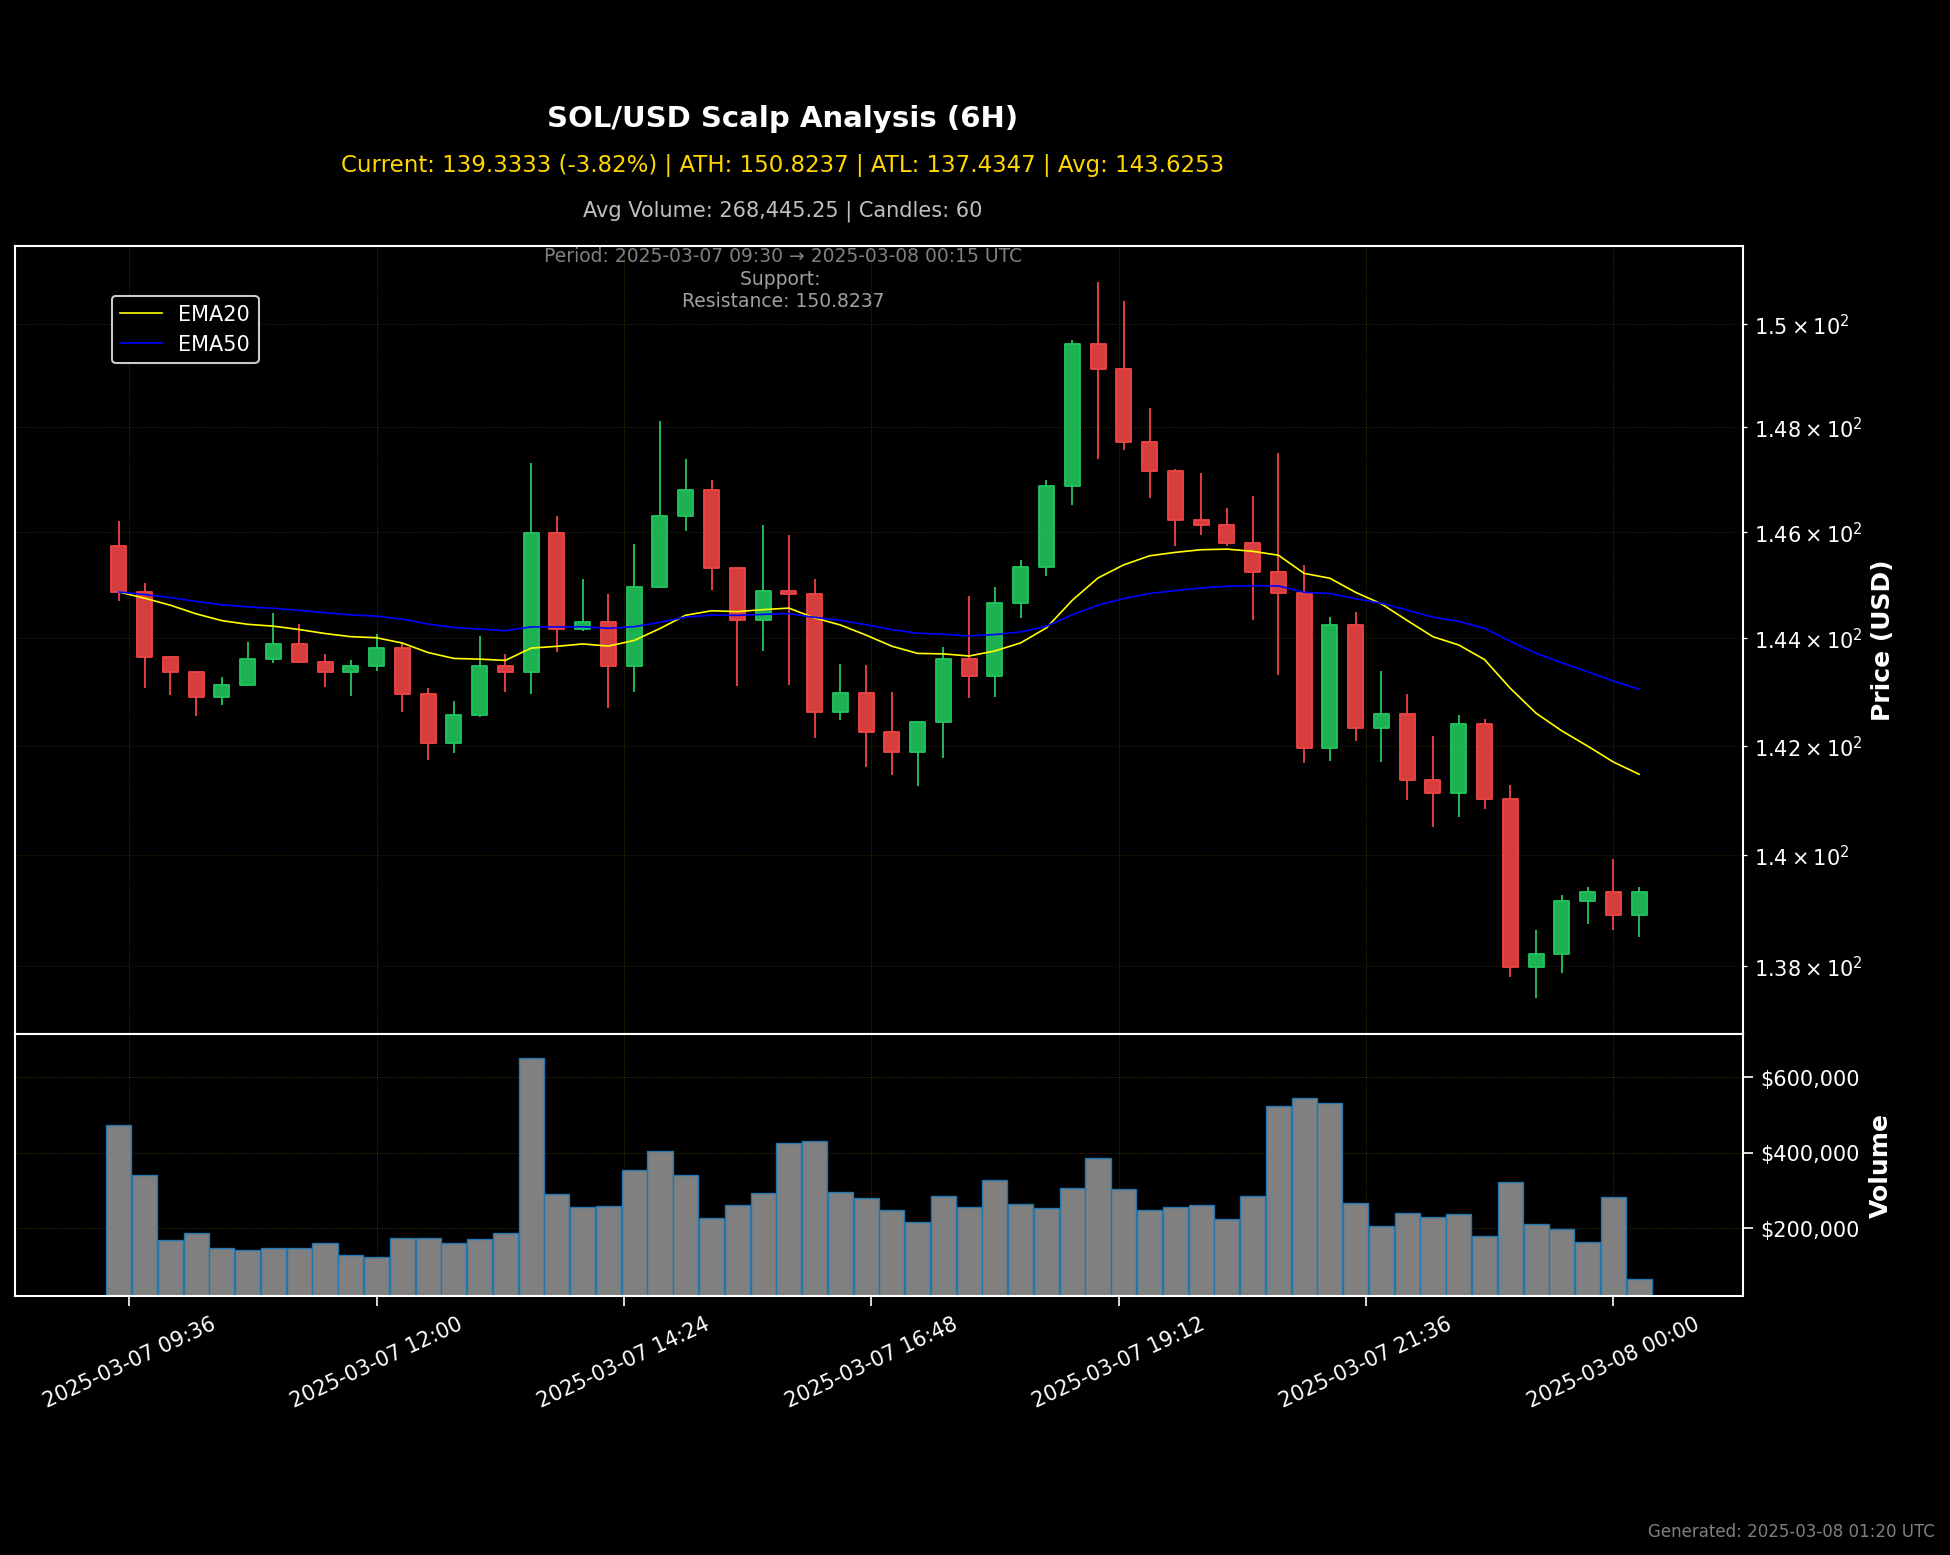 SOL/USD Scalp Analysis (6H)
Current: 139.3333 (-3.82%) | ATH: 150.8237 | ATL: 137.4347 | Avg: 143.6253
Avg Volume: 268,445.25 | Candles: 60
Period: 2025-03-07 09:30 → 2025-03-08 00:15 UTC
Support:
Resistance: 150.8237
EMA20
EMA50
1.5 × 10²
1.48 × 10²
1.46 × 10²
1.44 × 10²
1.42 × 10²
1.4 × 10²
1.38 × 10²
Price (USD)
$600,000
$400,000
$200,000
Volume
2025-03-07 09:36
2025-03-07 12:00
2025-03-07 14:24
2025-03-07 16:48
2025-03-07 19:12
2025-03-07 21:36
2025-03-08 00:00
Generated: 2025-03-08 01:20 UTC